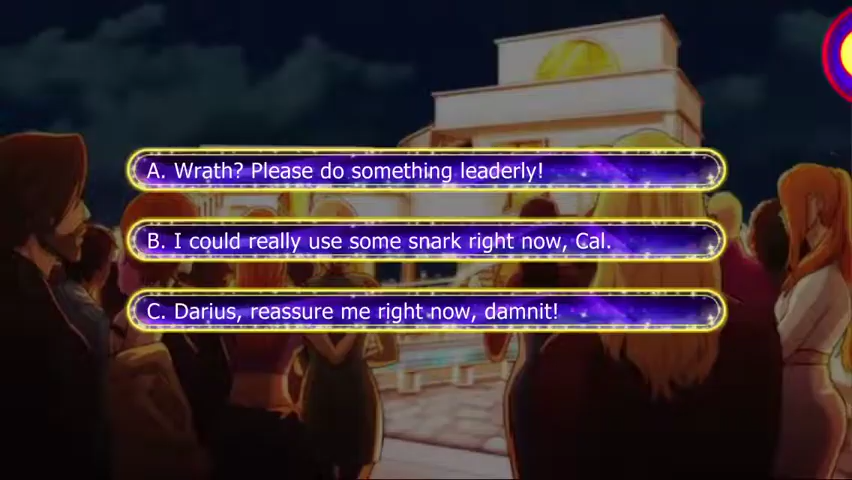 A. Wrath? Please do something leaderly!
B. I could really use some snark right now, Cal.
C. Darius, reassure me right now, damnit!